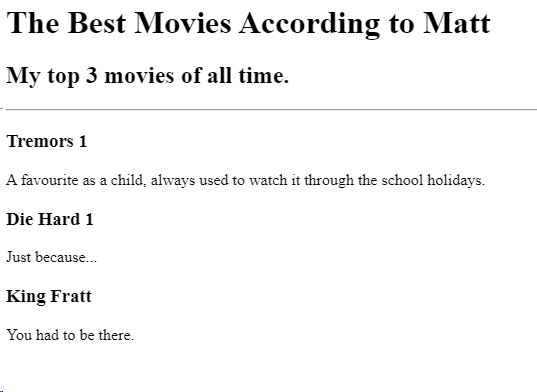 The Best Movies According to Matt
My top 3 movies of all time.
Tremors 1
A favourite as a child, always used to watch it through the school holidays.
Die Hard 1
Just because...
King Fratt
You had to be there.